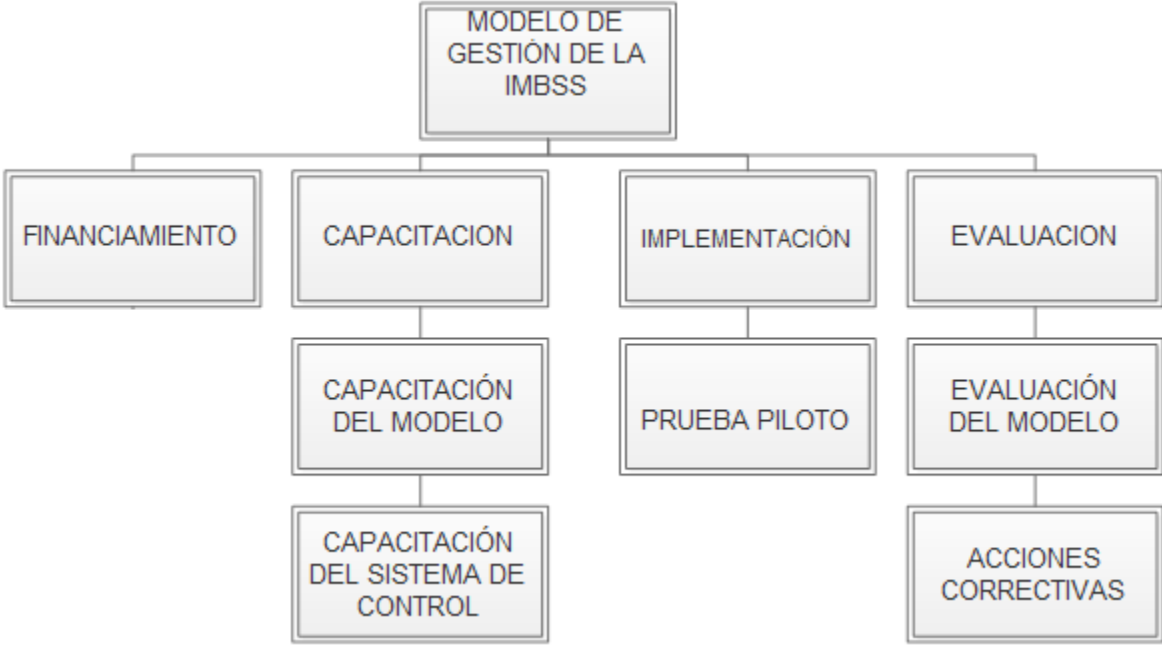 MODELO DE
GESTIÓN DE LA
IMBSS
FINANCIAMIENTO
CAPACITACION
IMPLEMENTACIÓN
EVALUACION
CAPACITACIÓN
DEL MODELO
PRUEBA PILOTO
EVALUACIÓN
DEL MODELO
CAPACITACIÓN
DEL SISTEMA DE
CONTROL
ACCIONES
CORRECTIVAS